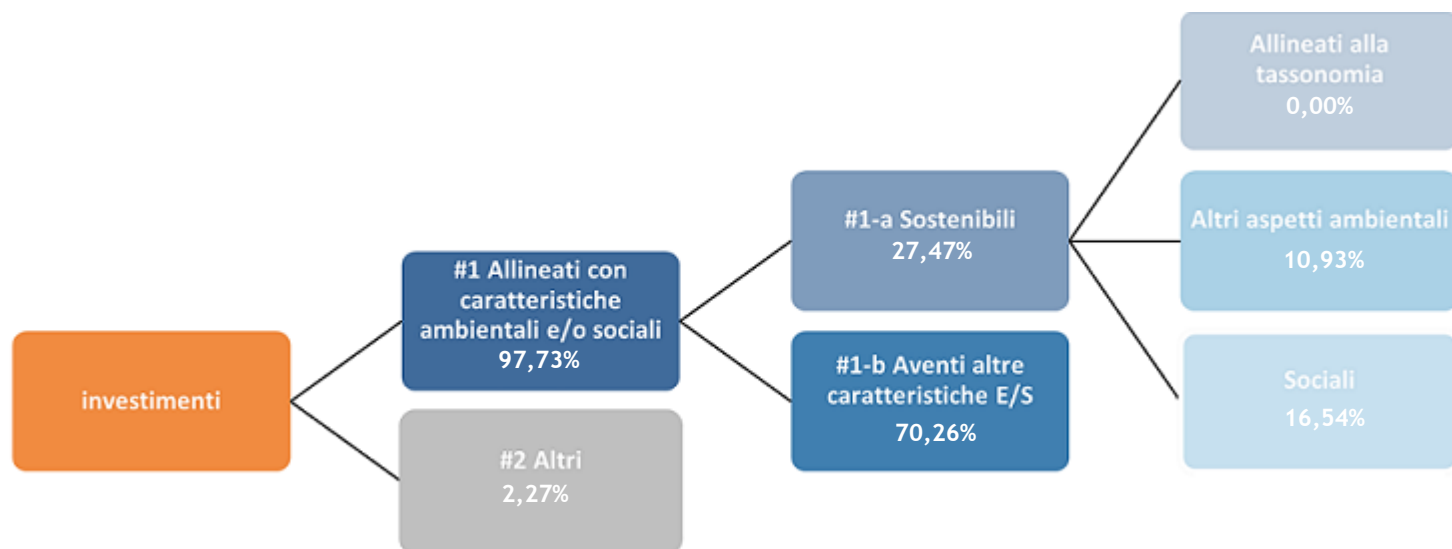 investimenti
#1 Allineati con
caratteristiche
ambientali e/o sociali
97,73%
#2 Altri
2,27%
#1-a Sostenibili
27,47%
#1-b Aventi altre
caratteristiche E/S
70,26%
Allineati alla
tassonomia
0,00%
Altri aspetti ambientali
10,93%
Sociali
16,54%